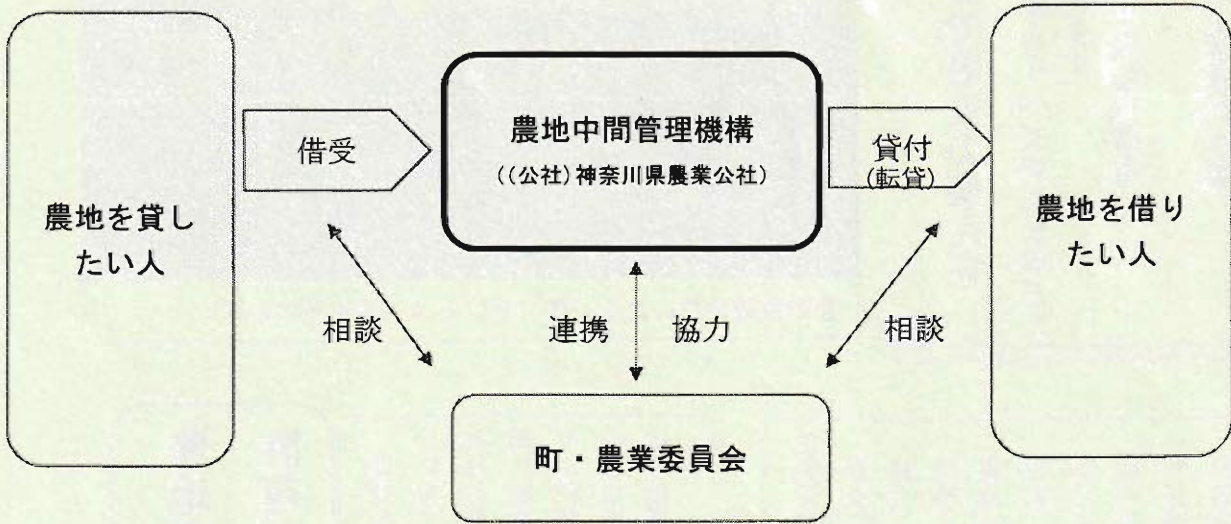 農地を貸し
たい人
借受
農地中間管理機構
((公社)神奈川県農業公社)
貸付
(転貸)
農地を借り
たい人
相談
連携
協力
相談
町・農業委員会